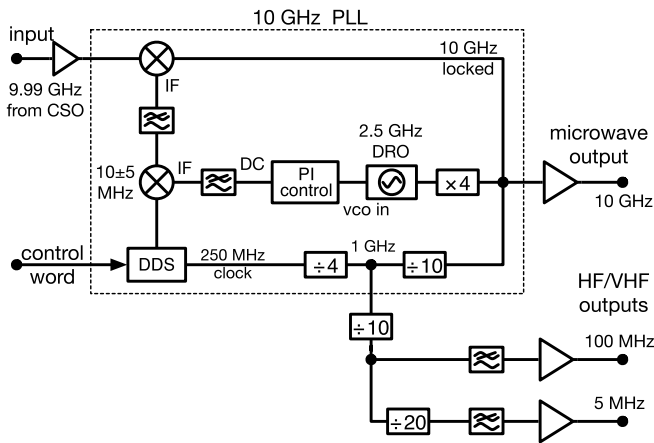 10 GHz PLL
input
9.99 GHz
from CSO
IF
10 GHz
locked
10±5
MHz
IF
DC
PI
control
2.5 GHz
DRO
vco in
×4
microwave
output
10 GHz
control
word
DDS
250 MHz
clock
÷4
1 GHz
÷10
÷10
HF/VHF
outputs
100 MHz
÷20
5 MHz